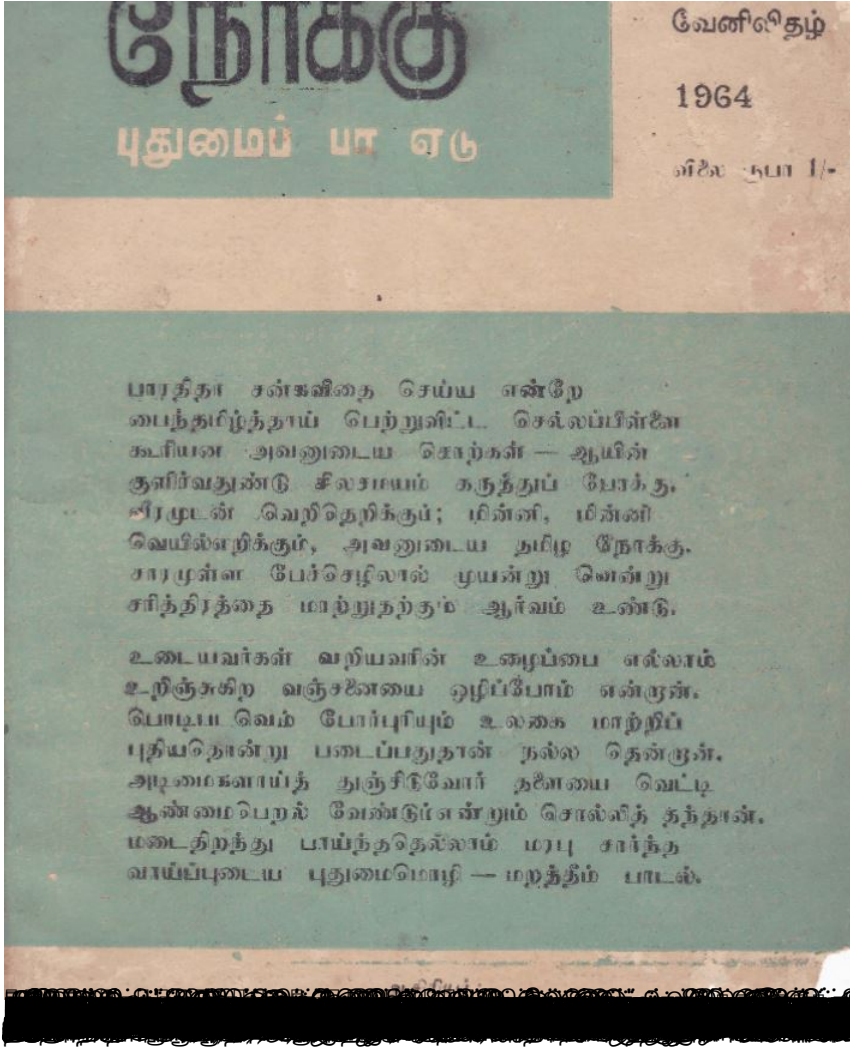 நோக்கு
வேனிலிதழ்
1964
புதுமைப் பா ஏடு
விலை ரூபா 1/-
பாரதிதா சன்கவிதை செய்ய என்றே
பைந்தமிழ்த்தாய் பெற்றுவிட்ட செல்லப்பிள்ளை
கூரியன அவனுடைய சொற்கள் — ஆயின்
குளிர்வதுண்டு சிலசமயம் கருத்துப் போக்கு.
வீரமுடன் வெறிதெறிக்கும்; மின்னி, மின்னி
வெயில்எறிக்கும், அவனுடைய தமிழ நோக்கு.
சாரமுள்ள பேச்செழிலால் முயன்று வென்று
சரித்திரத்தை மாற்றுதற்கும் ஆர்வம் உண்டு.
உடையவர்கள் வறியவரின் உழைப்பை எல்லாம்
உறிஞ்சுகிற வஞ்சனையை ஒழிப்போம் என்றான்.
பொடிபடவெம் போர்புரியும் உலகை மாற்றிப்
புதியதொன்று படைப்பதுதான் நல்ல தென்றான்.
அடிமைகளாய்த் துஞ்சிடுவோர் தளையை வெட்டி
ஆண்மைபெறல் வேண்டும்என்றும் சொல்லித் தந்தான்.
மடைதிறந்து பாய்ந்ததெல்லாம் மரபு சார்ந்த
வாய்ப்புடைய புதுமைமொழி — மறத்தீம் பாடல்.